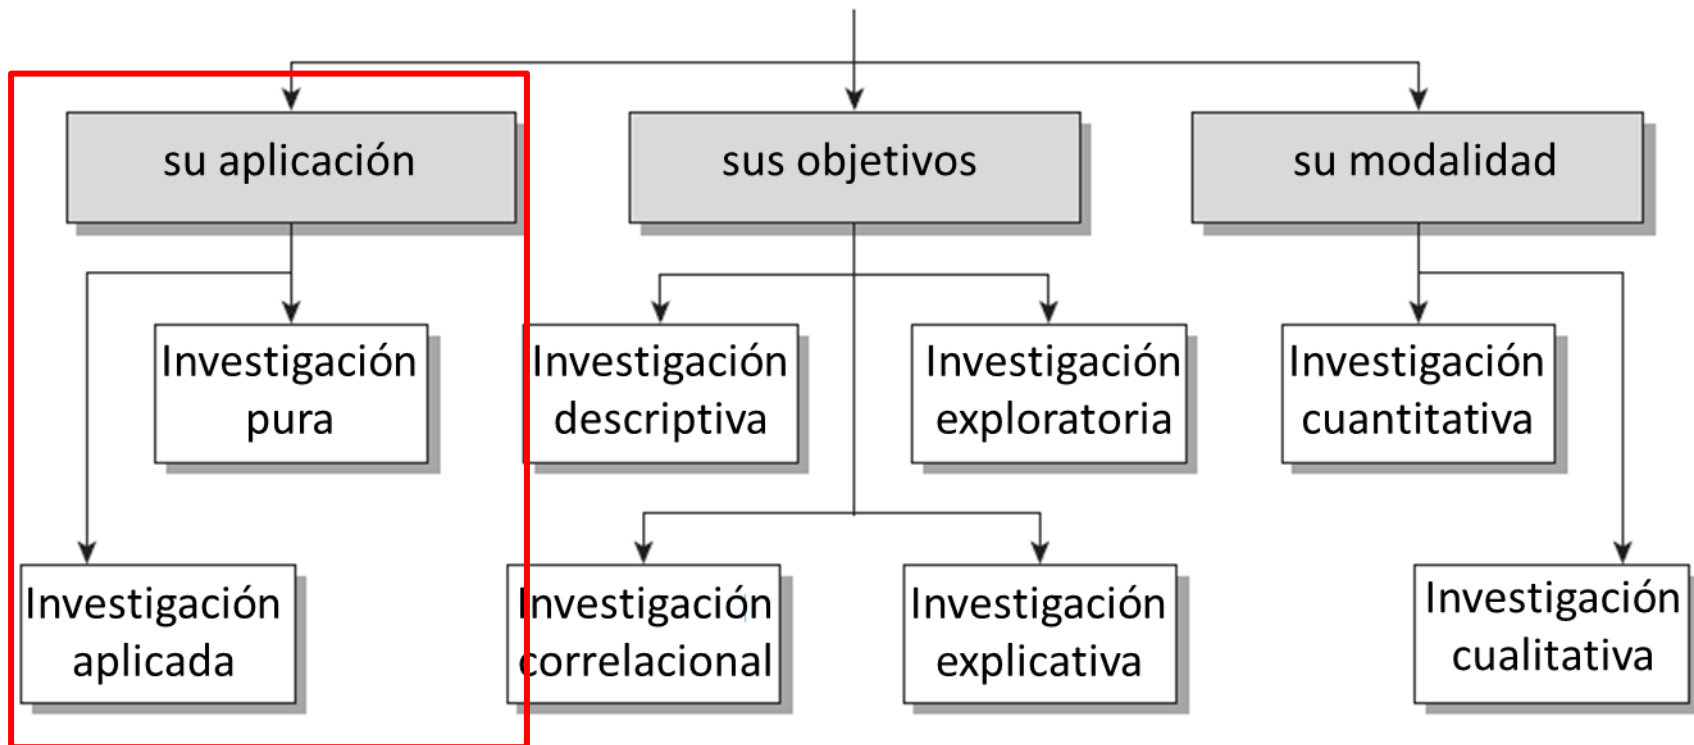 su aplicación
sus objetivos
su modalidad
Investigación
pura
Investigación
descriptiva
Investigación
exploratoria
Investigación
cuantitativa
Investigación
aplicada
Investigación
correlacional
Investigación
explicativa
Investigación
cualitativa